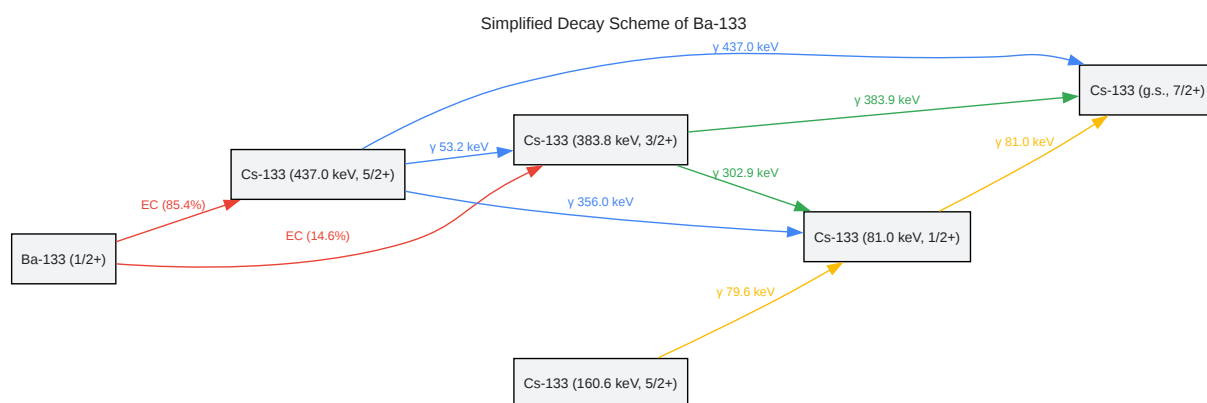 Simplified Decay Scheme of Ba-133
γ 437.0 keV
Cs-133 (g.s., 7/2+)
γ 383.9 keV
Cs-133 (383.8 keV, 3/2+)
γ 53.2 keV
γ 81.0 keV
Cs-133 (437.0 keV, 5/2+)
γ 302.9 keV
γ 356.0 keV
EC (85.4%)
EC (14.6%)
Cs-133 (81.0 keV, 1/2+)
Ba-133 (1/2+)
γ 79.6 keV
Cs-133 (160.6 keV, 5/2+)